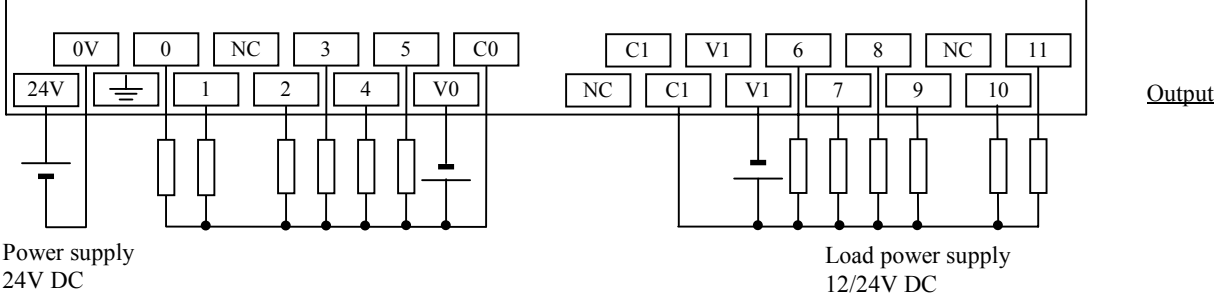 0V 0 NC 3 5 C0 C1 V1 6 8 NC 11
24V 1 2 4 V0 NC C1 V1 7 9 10
Output
Power supply
24V DC
Load power supply
12/24V DC